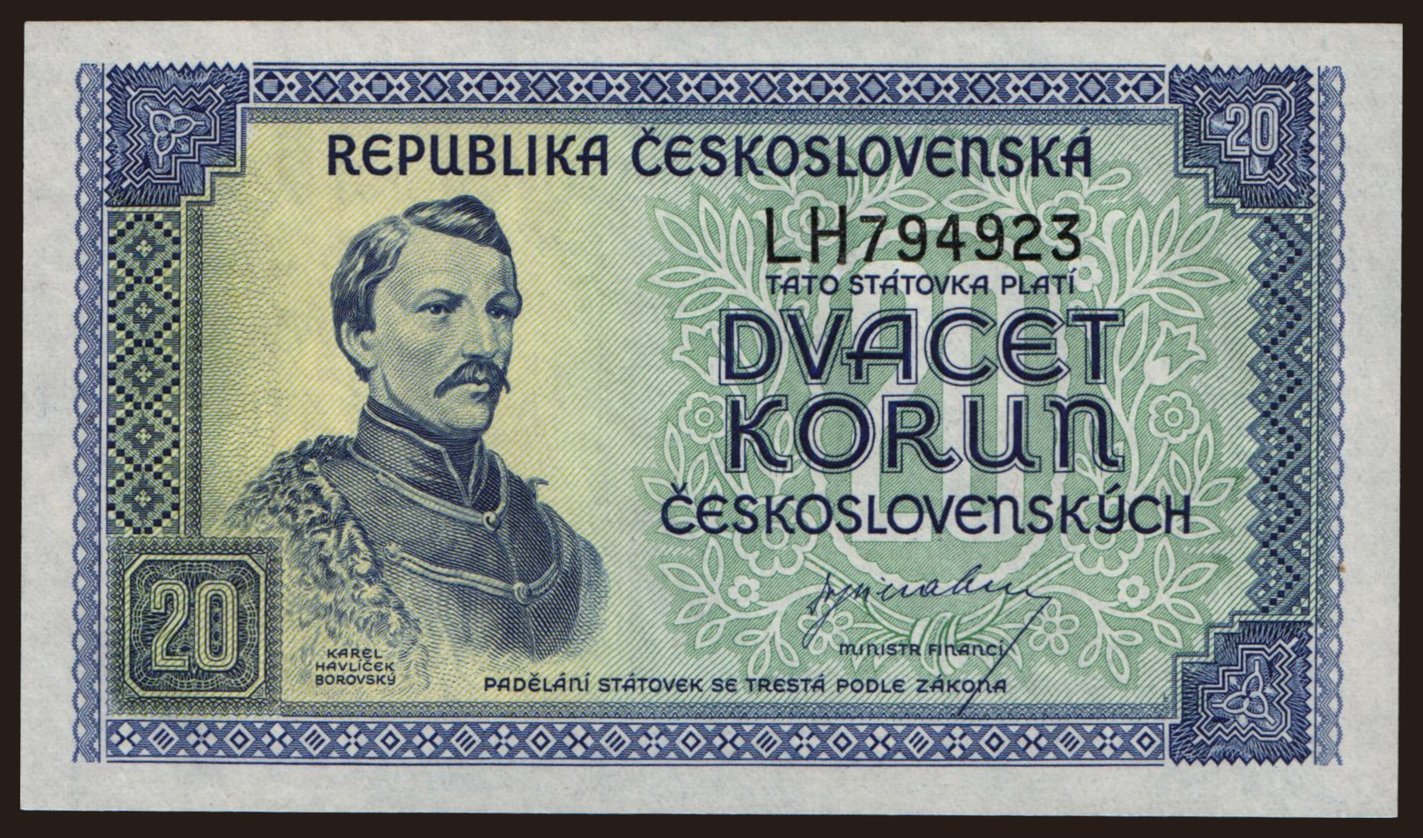 REPUBLIKA ČESKOSLOVENSKÁ
20
LH794923
TATO STÁTOVKA PLATÍ
DVACET
KORUN
ČESKOSLOVENSKÝCH
20
20
MINISTR FINANCÍ
KAREL
HAVLÍČEK
BOROVSKÝ
PADĚLÁNÍ STÁTOVEK SE TRESTÁ PODLE ZÁKONA